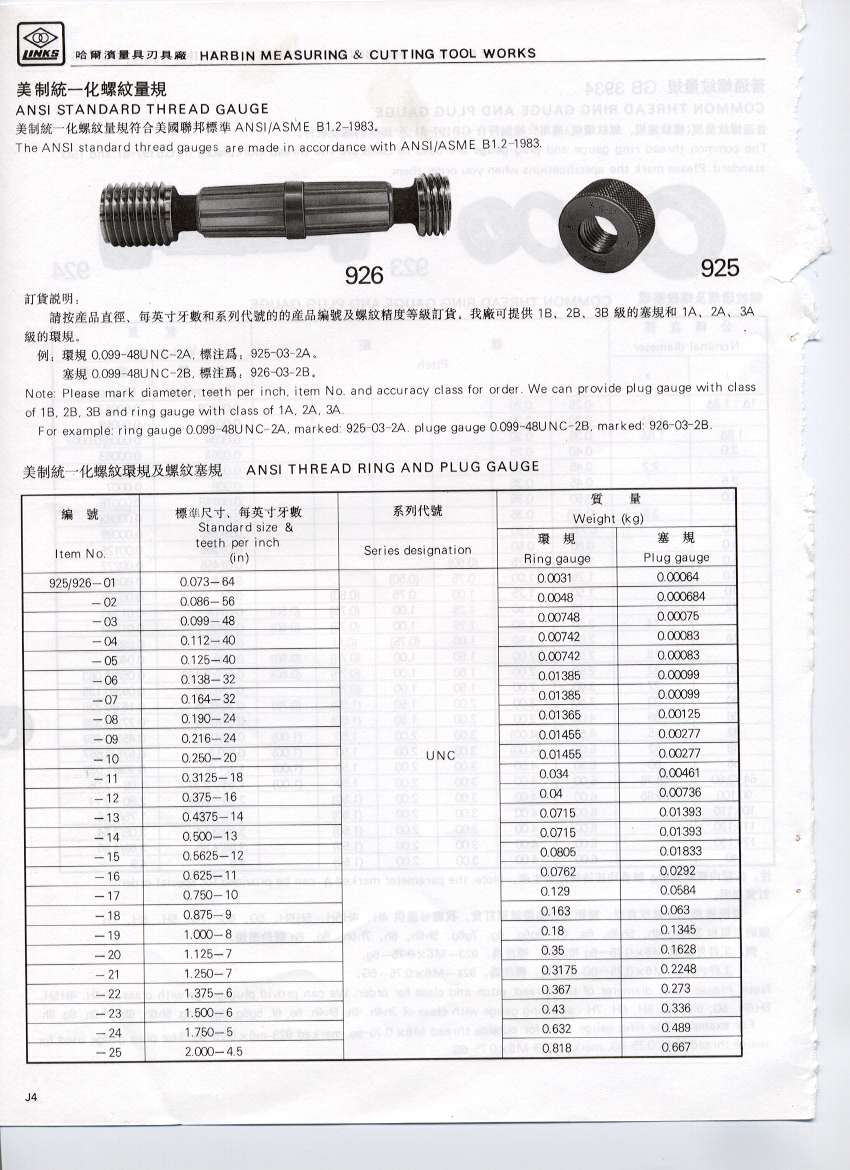 LINKS
哈爾濱量具刃具廠 HARBIN MEASURING & CUTTING TOOL WORKS
美制統一化螺紋量規
ANSI STANDARD THREAD GAUGE
美制統一化螺紋量規符合美國聯邦標準 ANSI/ASME B1.2-1983。
The ANSI standard thread gauges are made in accordance with ANSI/ASME B1.2-1983.
926
925
訂貨説明：
請按産品直徑、每英寸牙數和系列代號的的産品編號及螺紋精度等級訂貨。我廠可提供 1B、2B、3B 級的塞規和 1A、2A、3A
級的環規。
例：環規 0.099-48UNC-2A, 標注爲：925-03-2A。
塞規 0.099-48UNC-2B, 標注爲：926-03-2B。
Note: Please mark diameter, teeth per inch, item No. and accuracy class for order. We can provide plug gauge with class
of 1B, 2B, 3B and ring gauge with class of 1A, 2A, 3A.
For example: ring gauge 0.099-48UNC-2A, marked: 925-03-2A. pluge gauge 0.099-48UNC-2B, marked: 926-03-2B.
美制統一化螺紋環規及螺紋塞規 ANSI THREAD RING AND PLUG GAUGE
編 號 標準尺寸、每英寸牙數 系列代號 質 量
Standard size & Weight (kg)
teeth per inch 環 規 塞 規
Item No. (in) Series designation Ring gauge Plug gauge
925/926－01 0.073－64 0.0031 0.00064
－02 0.086－56 0.0048 0.000684
－03 0.099－48 0.00748 0.00075
－04 0.112－40 0.00742 0.00083
－05 0.125－40 0.00742 0.00083
－06 0.138－32 0.01385 0.00099
－07 0.164－32 0.01385 0.00099
－08 0.190－24 0.01365 0.00125
－09 0.216－24 0.01455 0.00277
－10 0.250－20 UNC 0.01455 0.00277
－11 0.3125－18 0.034 0.00461
－12 0.375－16 0.04 0.00736
－13 0.4375－14 0.0715 0.01393
－14 0.500－13 0.0715 0.01393
－15 0.5625－12 0.0805 0.01833
－16 0.625－11 0.0762 0.0292
－17 0.750－10 0.129 0.0584
－18 0.875－9 0.163 0.063
－19 1.000－8 0.18 0.1345
－20 1.125－7 0.35 0.1628
－21 1.250－7 0.3175 0.2248
－22 1.375－6 0.367 0.273
－23 1.500－6 0.43 0.336
－24 1.750－5 0.632 0.489
－25 2.000－4.5 0.818 0.667
J4